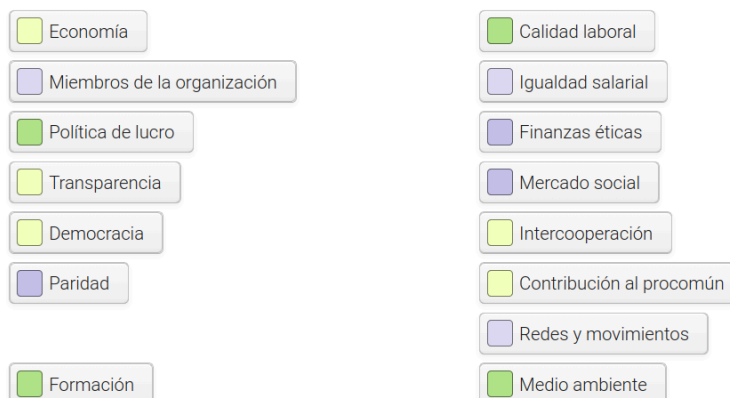 Economía
Miembros de la organización
Política de lucro
Transparencia
Democracia
Paridad
Formación
Calidad laboral
Igualdad salarial
Finanzas éticas
Mercado social
Intercooperación
Contribución al procomún
Redes y movimientos
Medio ambiente